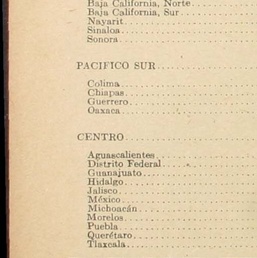 Baja California, Norte
Baja California, Sur
Nayarit
Sinaloa
Sonora
PACIFICO SUR
Colima
Chiapas
Guerrero
Oaxaca
CENTRO
Aguascalientes
Distrito Federal
Guanajuato
Hidalgo
Jalisco
México
Michoacán
Morelos
Puebla
Querétaro
Tlaxcala